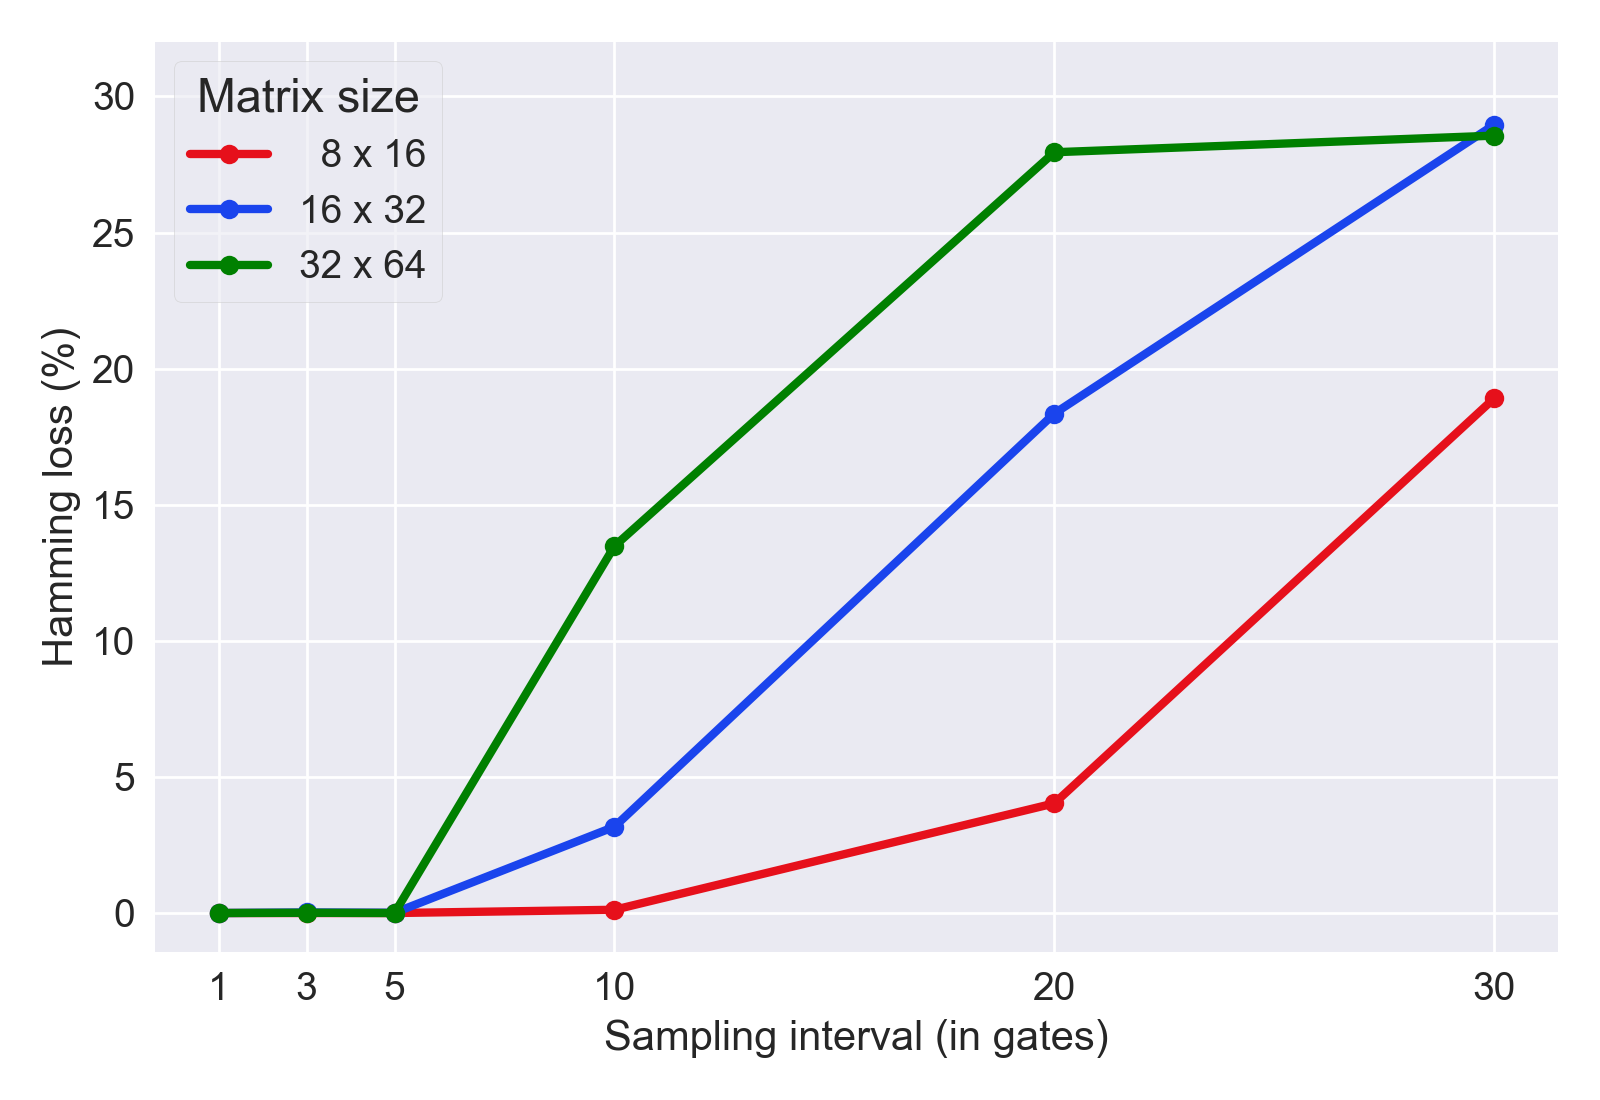 Matrix size
8 x 16
16 x 32
32 x 64
30
25
20
15
10
5
0
Hamming loss (%)
1 3 5 10 20 30
Sampling interval (in gates)